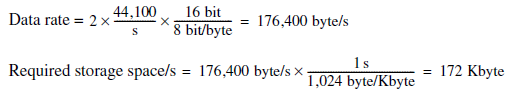 Data rate = 2 × 44,100/s × 16 bit/8 bit/byte = 176,400 byte/s
Required storage space/s = 176,400 byte/s × 1 s/1,024 byte/Kbyte = 172 Kbyte